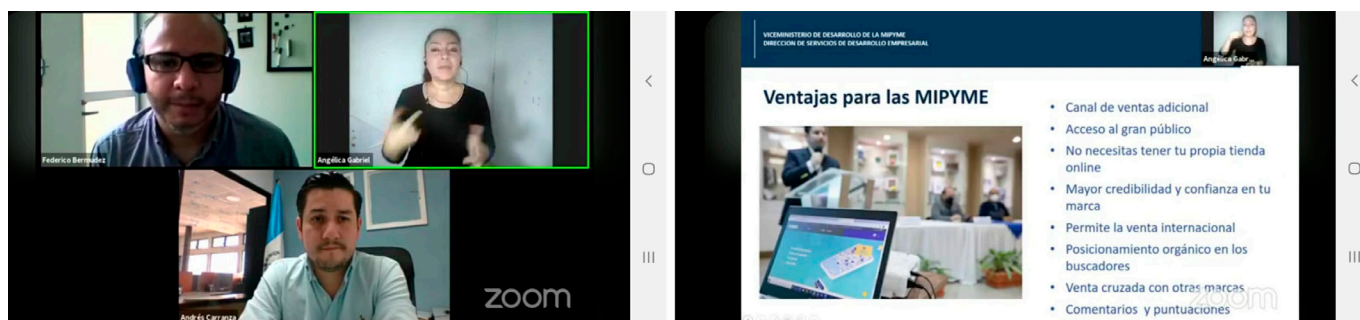 Federico Bermudez
Angélica Gabriel
Andrés Carranza
zoom
VICEMINISTERIO DE DESARROLLO DE LA MIPYME
DIRECCION DE SERVICIOS DE DESARROLLO EMPRESARIAL
Angélica Gabr...
Ventajas para las MIPYME
• Canal de ventas adicional
• Acceso al gran público
• No necesitas tener tu propia tienda
online
• Mayor credibilidad y confianza en tu
marca
• Permite la venta internacional
• Posicionamiento orgánico en los
buscadores
• Venta cruzada con otras marcas
• Comentarios y puntuaciones
zoom